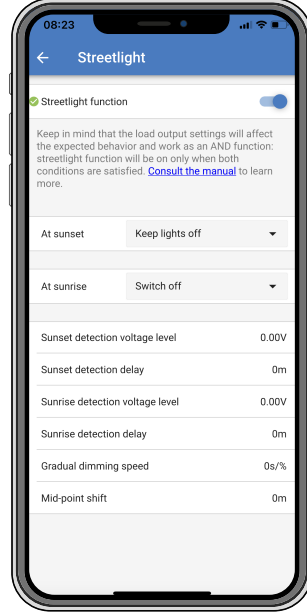 08:23
Streetlight
Streetlight function
Keep in mind that the load output settings will affect
the expected behavior and work as an AND function:
streetlight function will be on only when both
conditions are satisfied. Consult the manual to learn
more.
At sunset Keep lights off
At sunrise Switch off
Sunset detection voltage level 0.00V
Sunset detection delay 0m
Sunrise detection voltage level 0.00V
Sunrise detection delay 0m
Gradual dimming speed 0s/%
Mid-point shift 0m